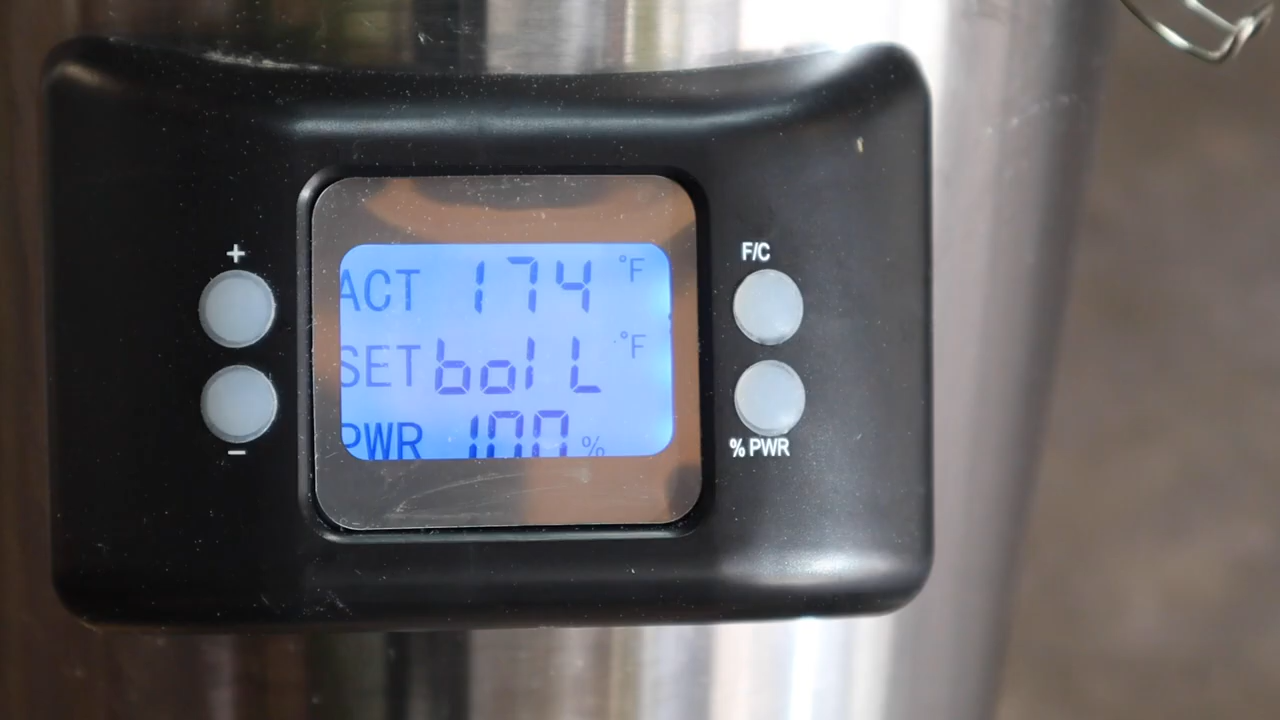 +
F/C
ACT 174 °F
SET boIL °F
PWR 100 %
−
% PWR